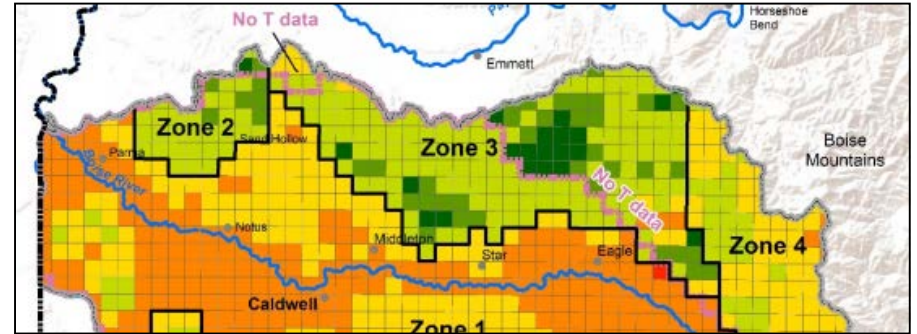 No T data
Horseshoe
Bend
Emmett
Zone 2
Sand Hollow
Parma
Zone 3
Boise
Mountains
Boise River
No T data
Notus
Middleton
Star
Eagle
Zone 4
Caldwell
Zone 1